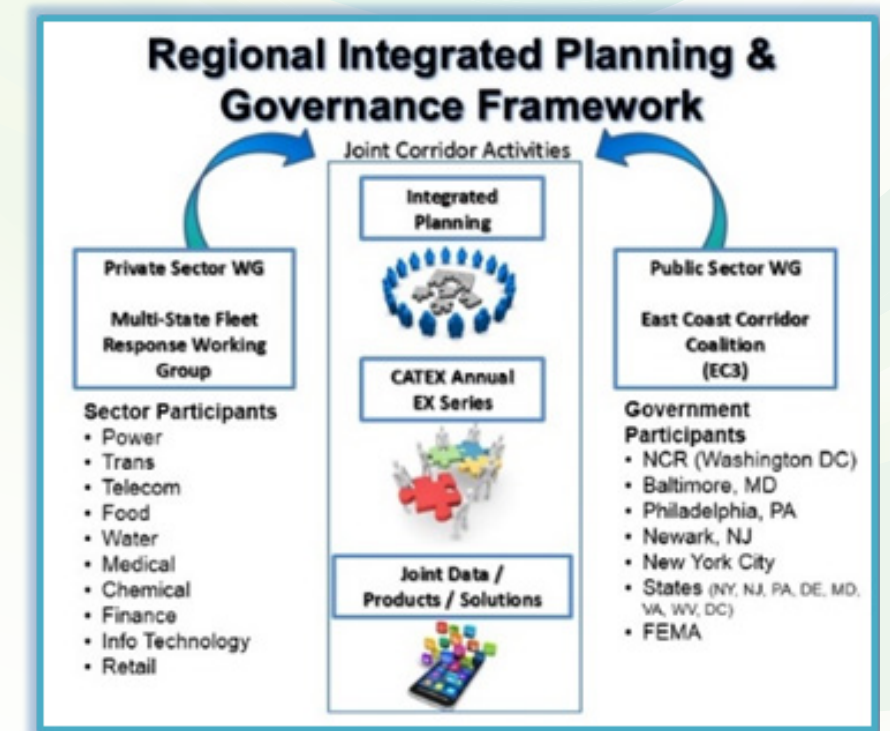 Regional Integrated Planning &
Governance Framework
Joint Corridor Activities
Private Sector WG
Multi-State Fleet
Response Working
Group
Sector Participants
• Power
• Trans
• Telecom
• Food
• Water
• Medical
• Chemical
• Finance
• Info Technology
• Retail
Integrated
Planning
CATEX Annual
EX Series
Joint Data /
Products / Solutions
Public Sector WG
East Coast Corridor
Coalition
(EC3)
Government
Participants
• NCR (Washington DC)
• Baltimore, MD
• Philadelphia, PA
• Newark, NJ
• New York City
• States (NY, NJ, PA, DE, MD,
VA, WV, DC)
• FEMA